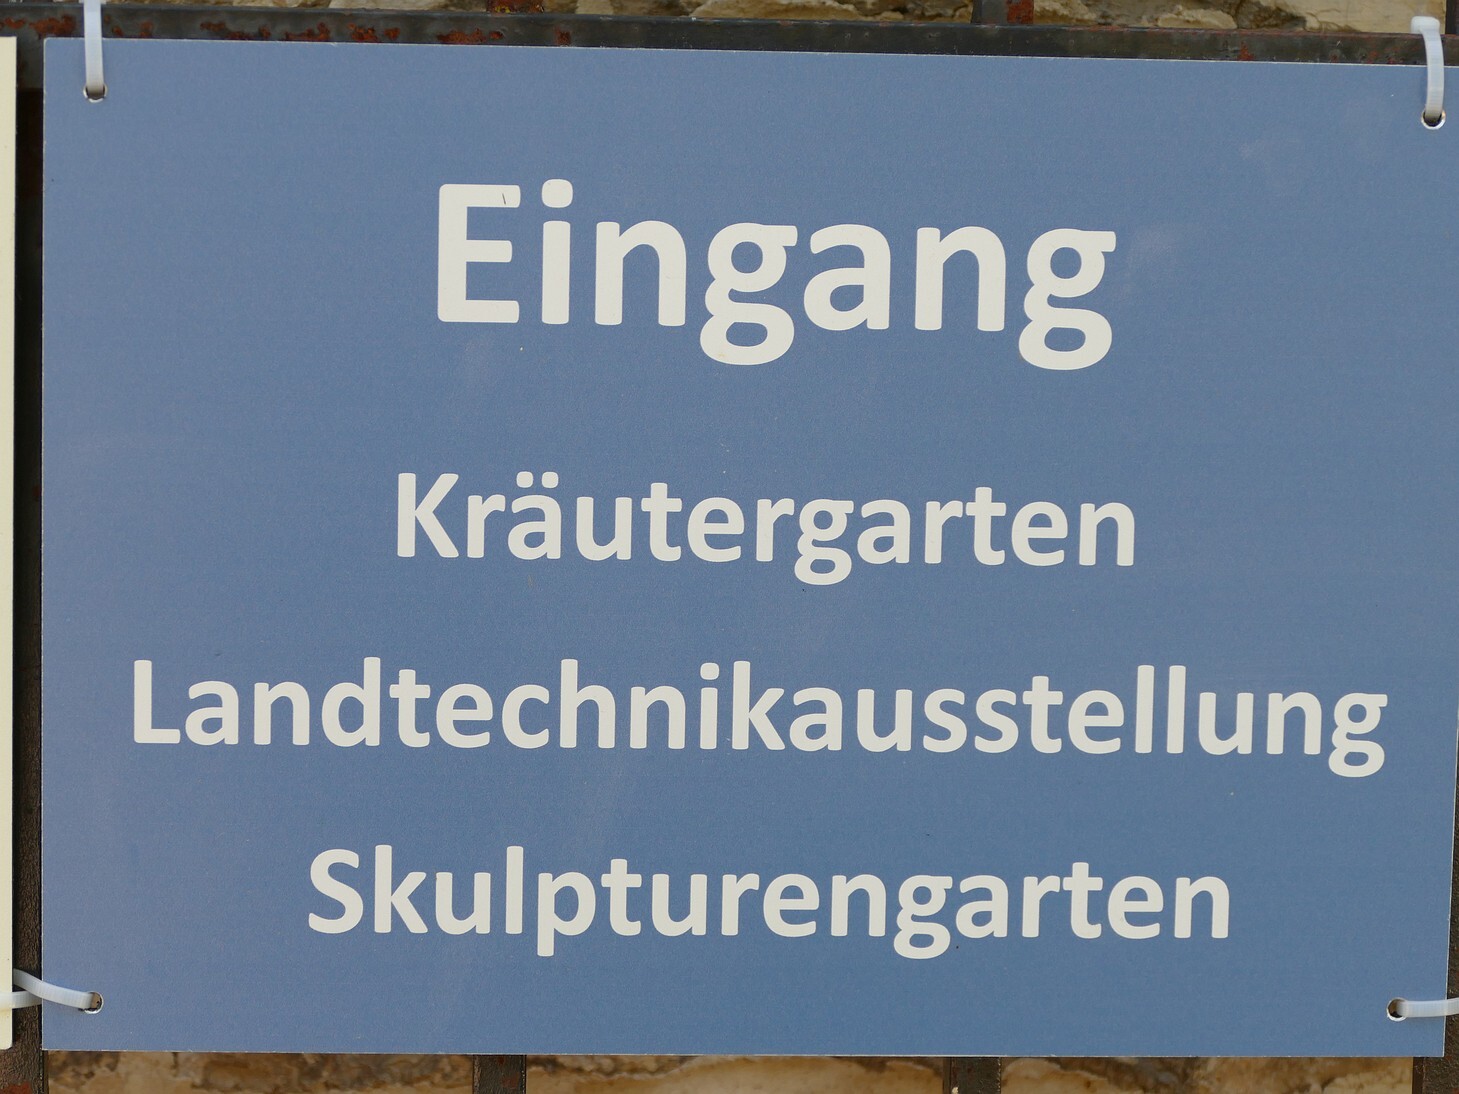 Eingang
Kräutergarten
Landtechnikausstellung
Skulpturengarten